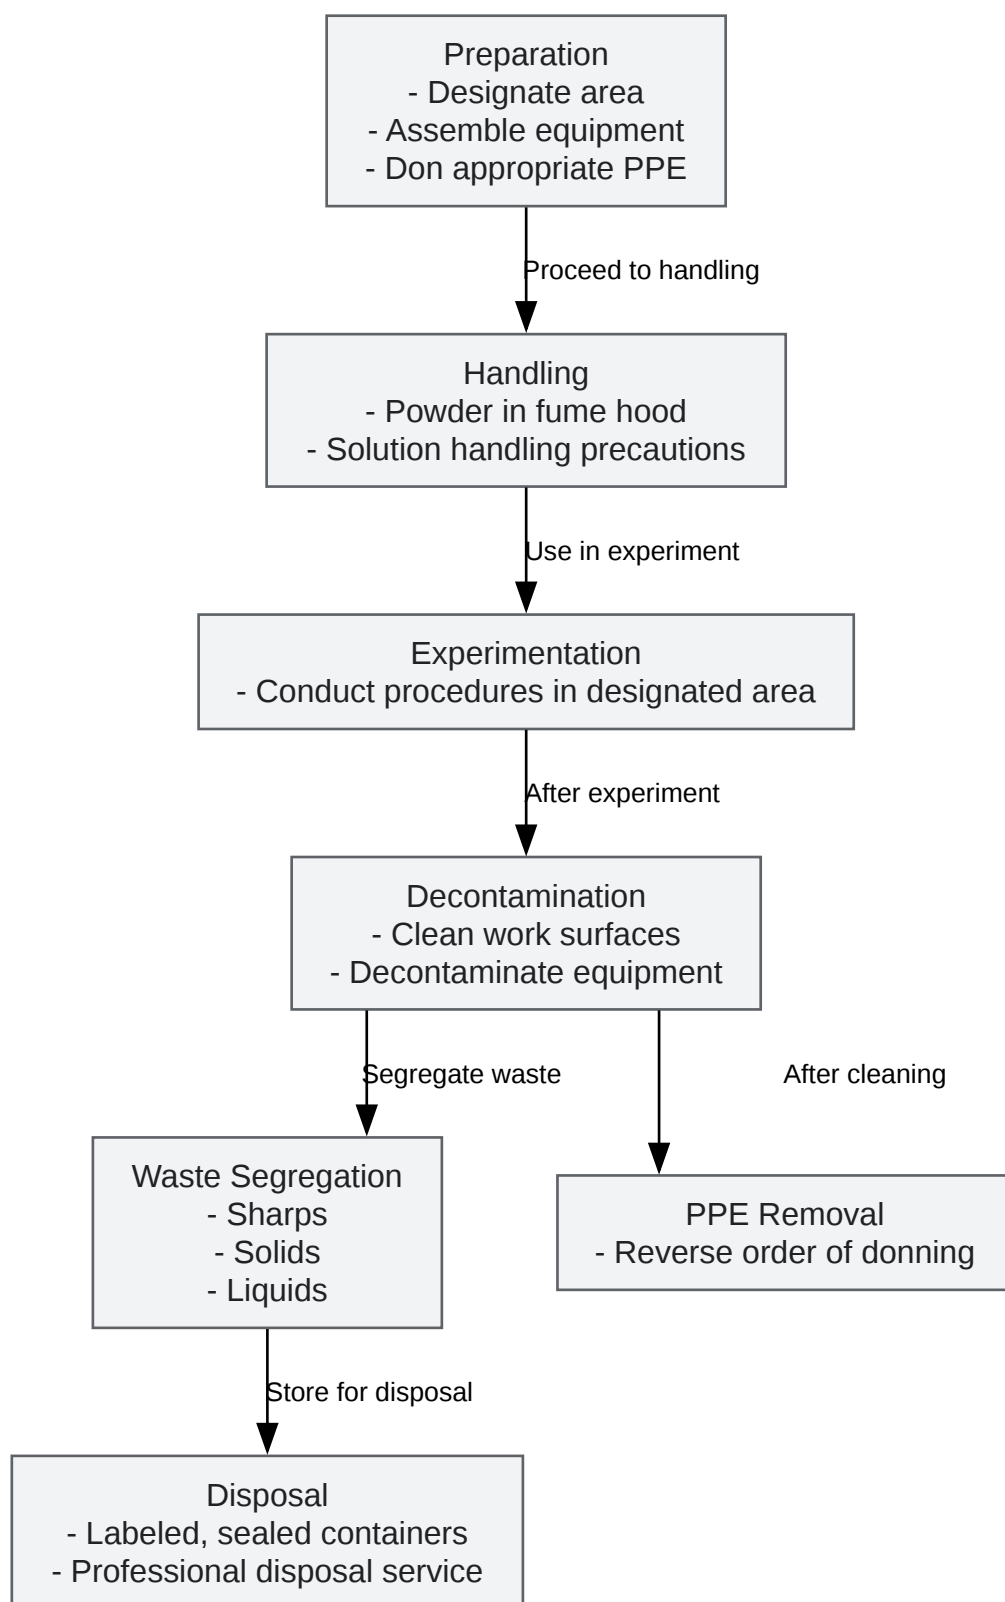 Preparation
- Designate area
- Assemble equipment
- Don appropriate PPE
Proceed to handling
Handling
- Powder in fume hood
- Solution handling precautions
Use in experiment
Experimentation
- Conduct procedures in designated area
After experiment
Decontamination
- Clean work surfaces
- Decontaminate equipment
Segregate waste
After cleaning
Waste Segregation
- Sharps
- Solids
- Liquids
PPE Removal
- Reverse order of donning
Store for disposal
Disposal
- Labeled, sealed containers
- Professional disposal service